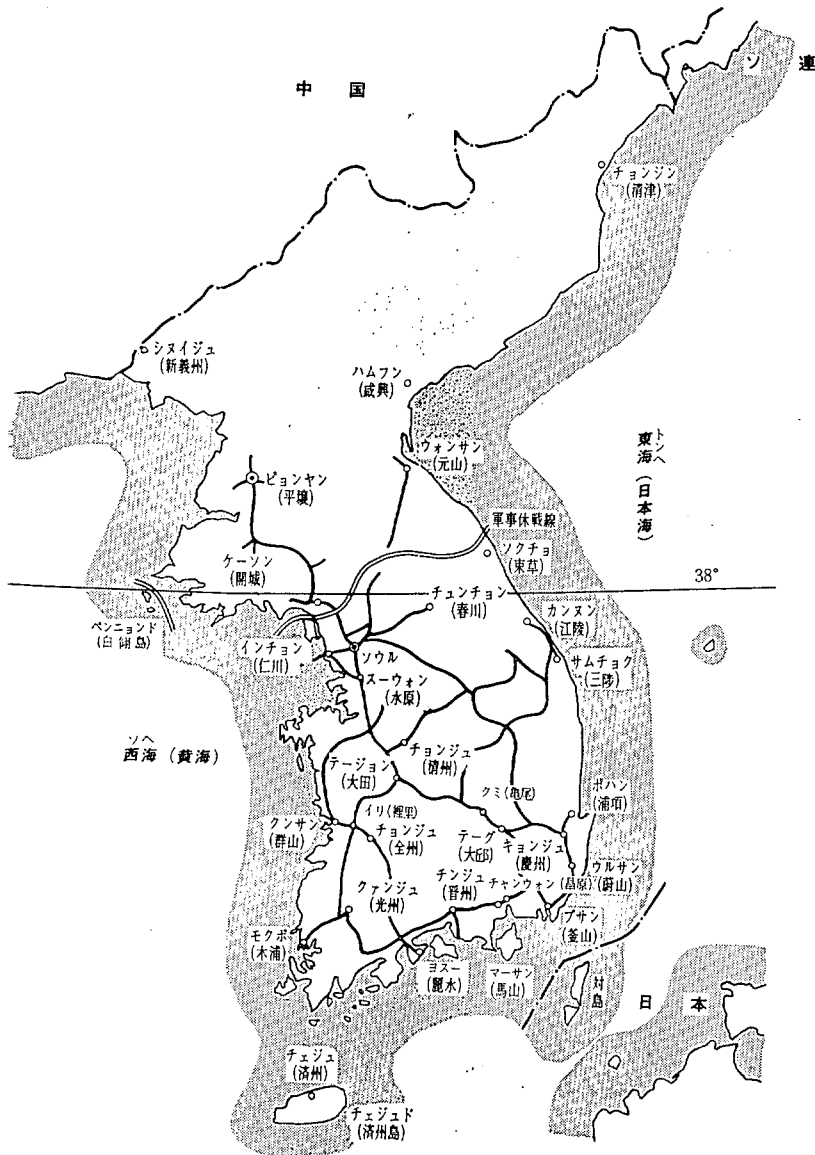 中国
ソ連
チョンジン
(清津)
シヌイジュ
(新義州)
ハムフン
(咸興)
ウォンサン
(元山)
トンヘ
東海(日本海)
ピョンヤン
(平壌)
軍事休戦線
ソクチョ
(束草)
ケーソン
(開城)
38°
チュンチョン
(春川)
カンヌン
(江陵)
ペンニョンド
(白翎島)
インチョン
(仁川)
ソウル
サムチョク
(三陟)
スーウォン
(水原)
ソヘ
西海(黄海)
チョンジュ
(清州)
テージョン
(大田)
クミ(亀尾)
ポハン
(浦項)
イリ(裡里)
クンサン
(群山)
チョンジュ
(全州)
テーグ
(大邱)
キョンジュ
(慶州)
ウルサン
(蔚山)
チンジュ
(晋州)
チャンウォン(昌原)
クァンジュ
(光州)
プサン
(釜山)
モクポ
(木浦)
ヨスー
(麗水)
マーサン
(馬山)
対島
日本
チェジュ
(済州)
チェジュド
(済州島)